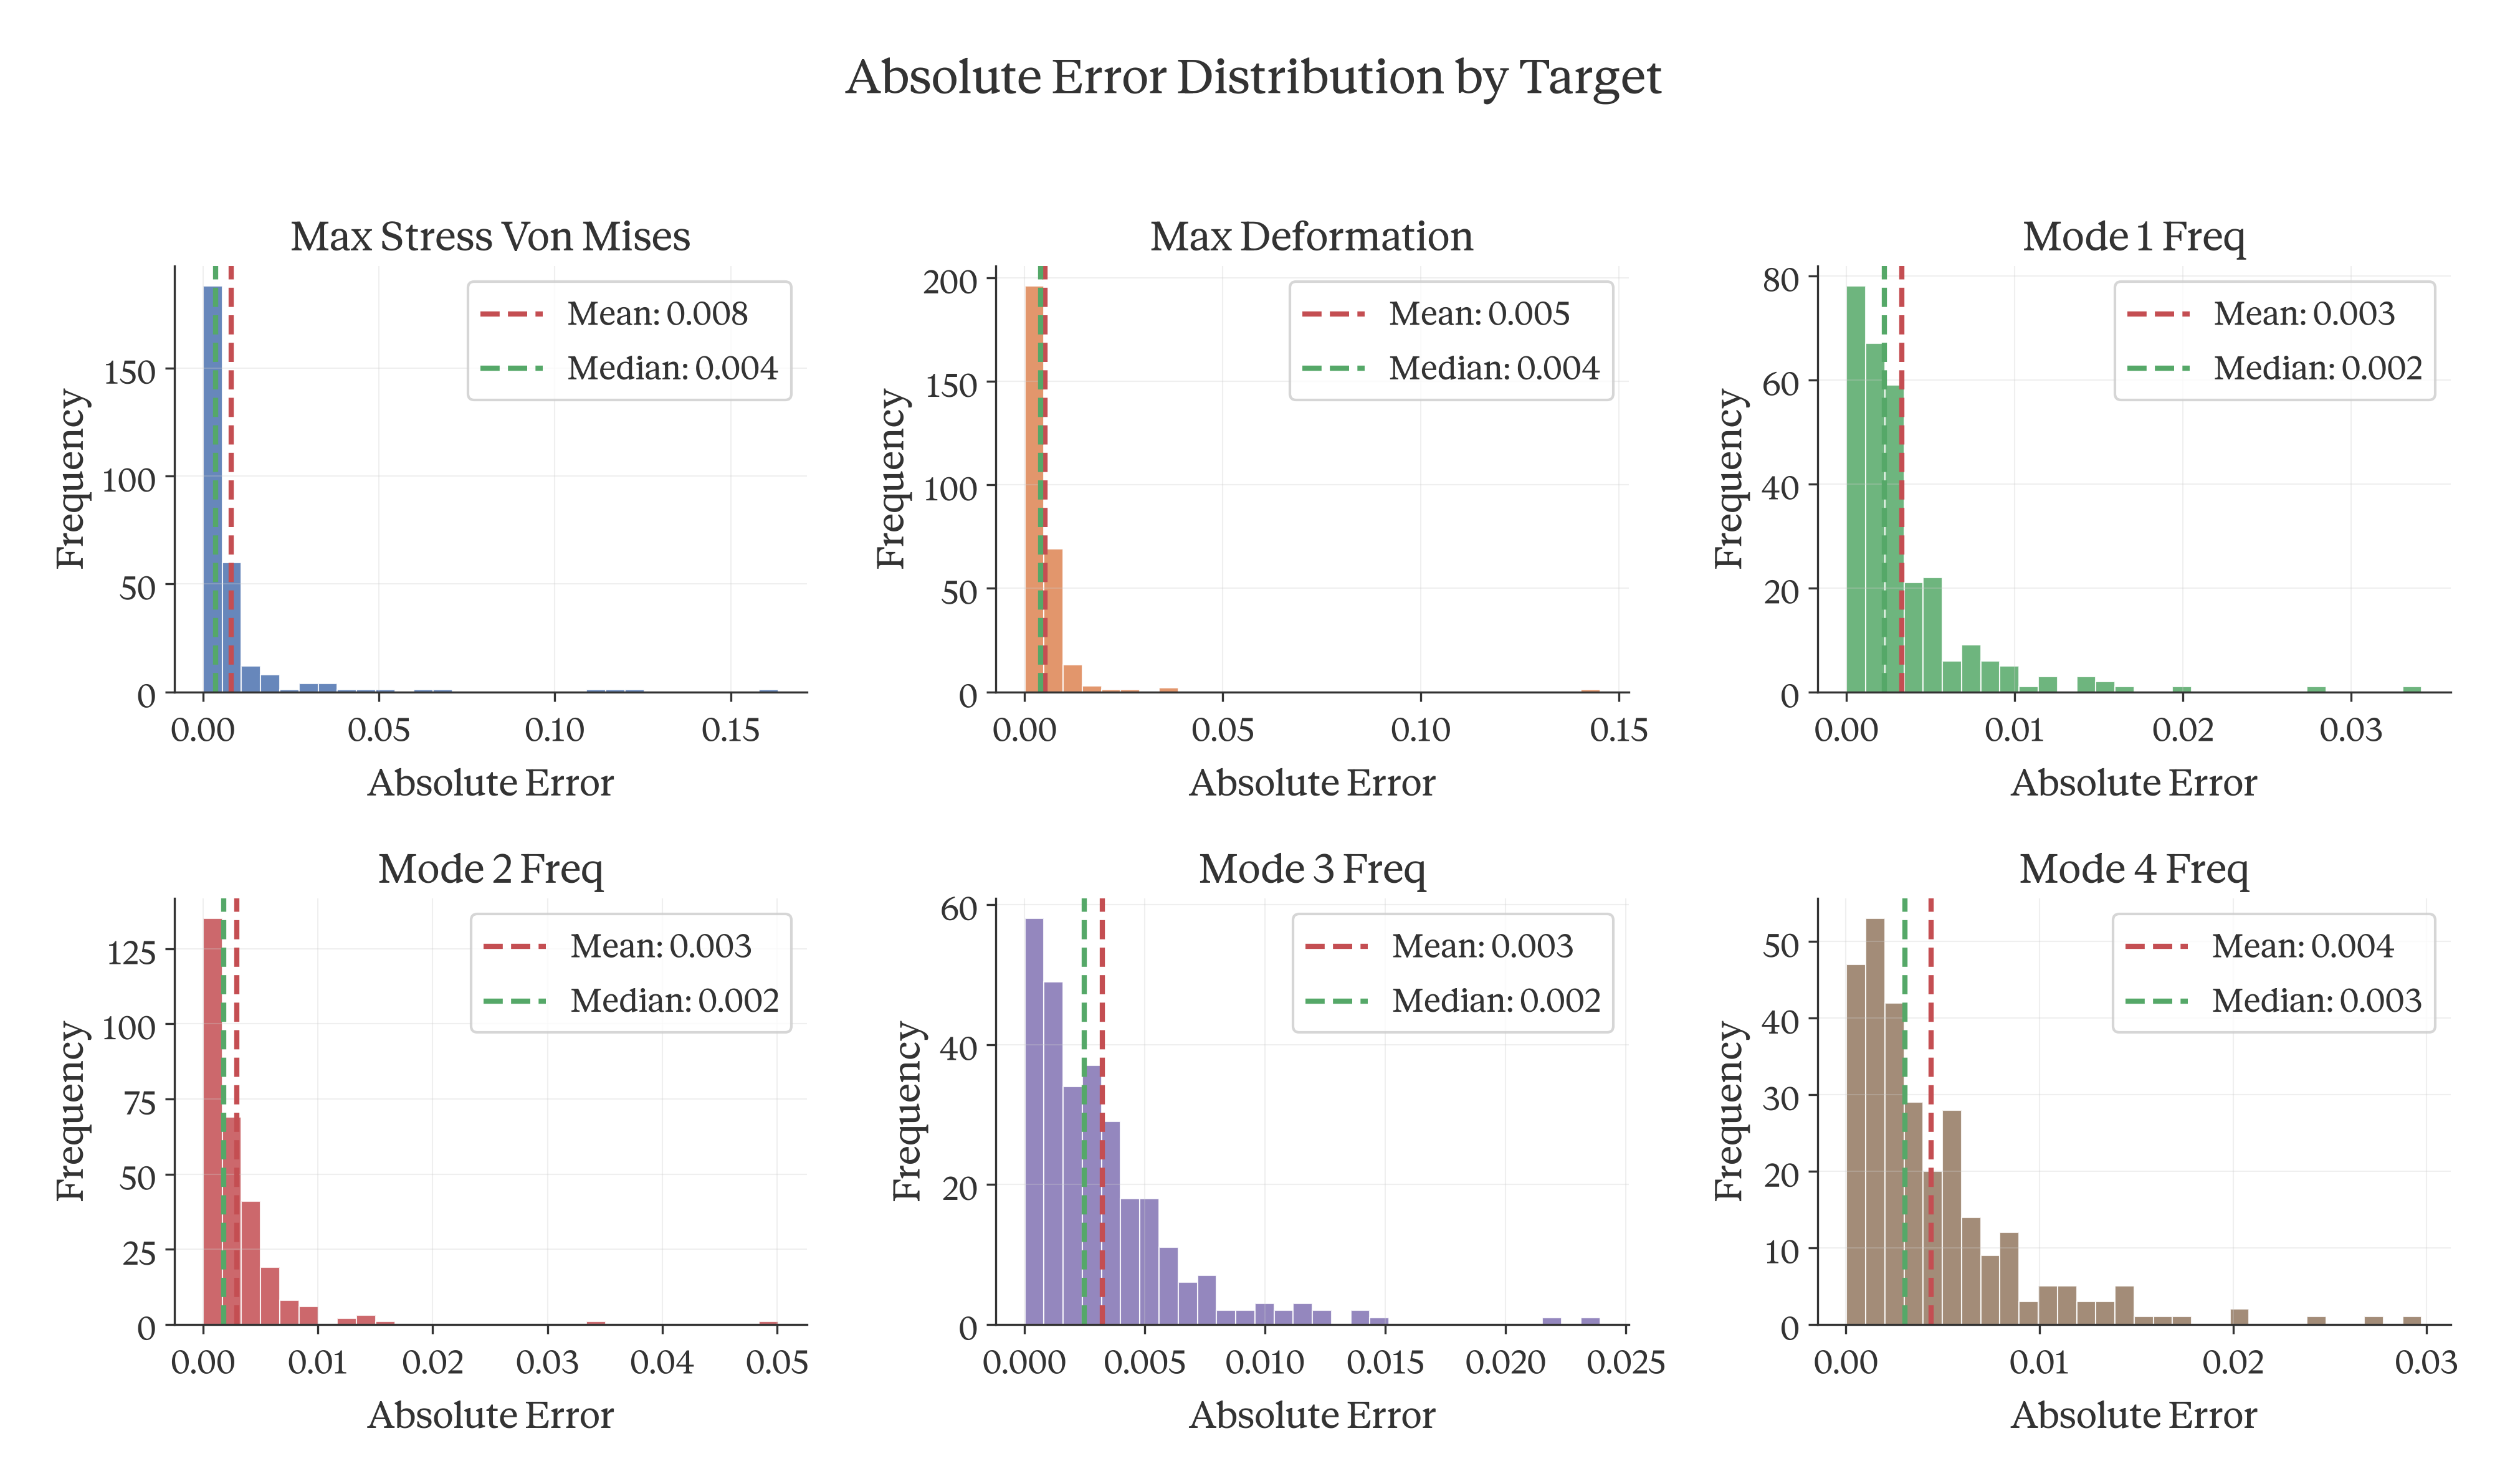 Absolute Error Distribution by Target
Max Stress Von Mises
Frequency
150
100
50
0
Mean: 0.008
Median: 0.004
0.00 0.05 0.10 0.15
Absolute Error
Max Deformation
Frequency
200
150
100
50
0
Mean: 0.005
Median: 0.004
0.00 0.05 0.10 0.15
Absolute Error
Mode 1 Freq
Frequency
80
60
40
20
0
Mean: 0.003
Median: 0.002
0.00 0.01 0.02 0.03
Absolute Error
Mode 2 Freq
Frequency
125
100
75
50
25
0
Mean: 0.003
Median: 0.002
0.00 0.01 0.02 0.03 0.04 0.05
Absolute Error
Mode 3 Freq
Frequency
60
40
20
0
Mean: 0.003
Median: 0.002
0.000 0.005 0.010 0.015 0.020 0.025
Absolute Error
Mode 4 Freq
Frequency
50
40
30
20
10
0
Mean: 0.004
Median: 0.003
0.00 0.01 0.02 0.03
Absolute Error